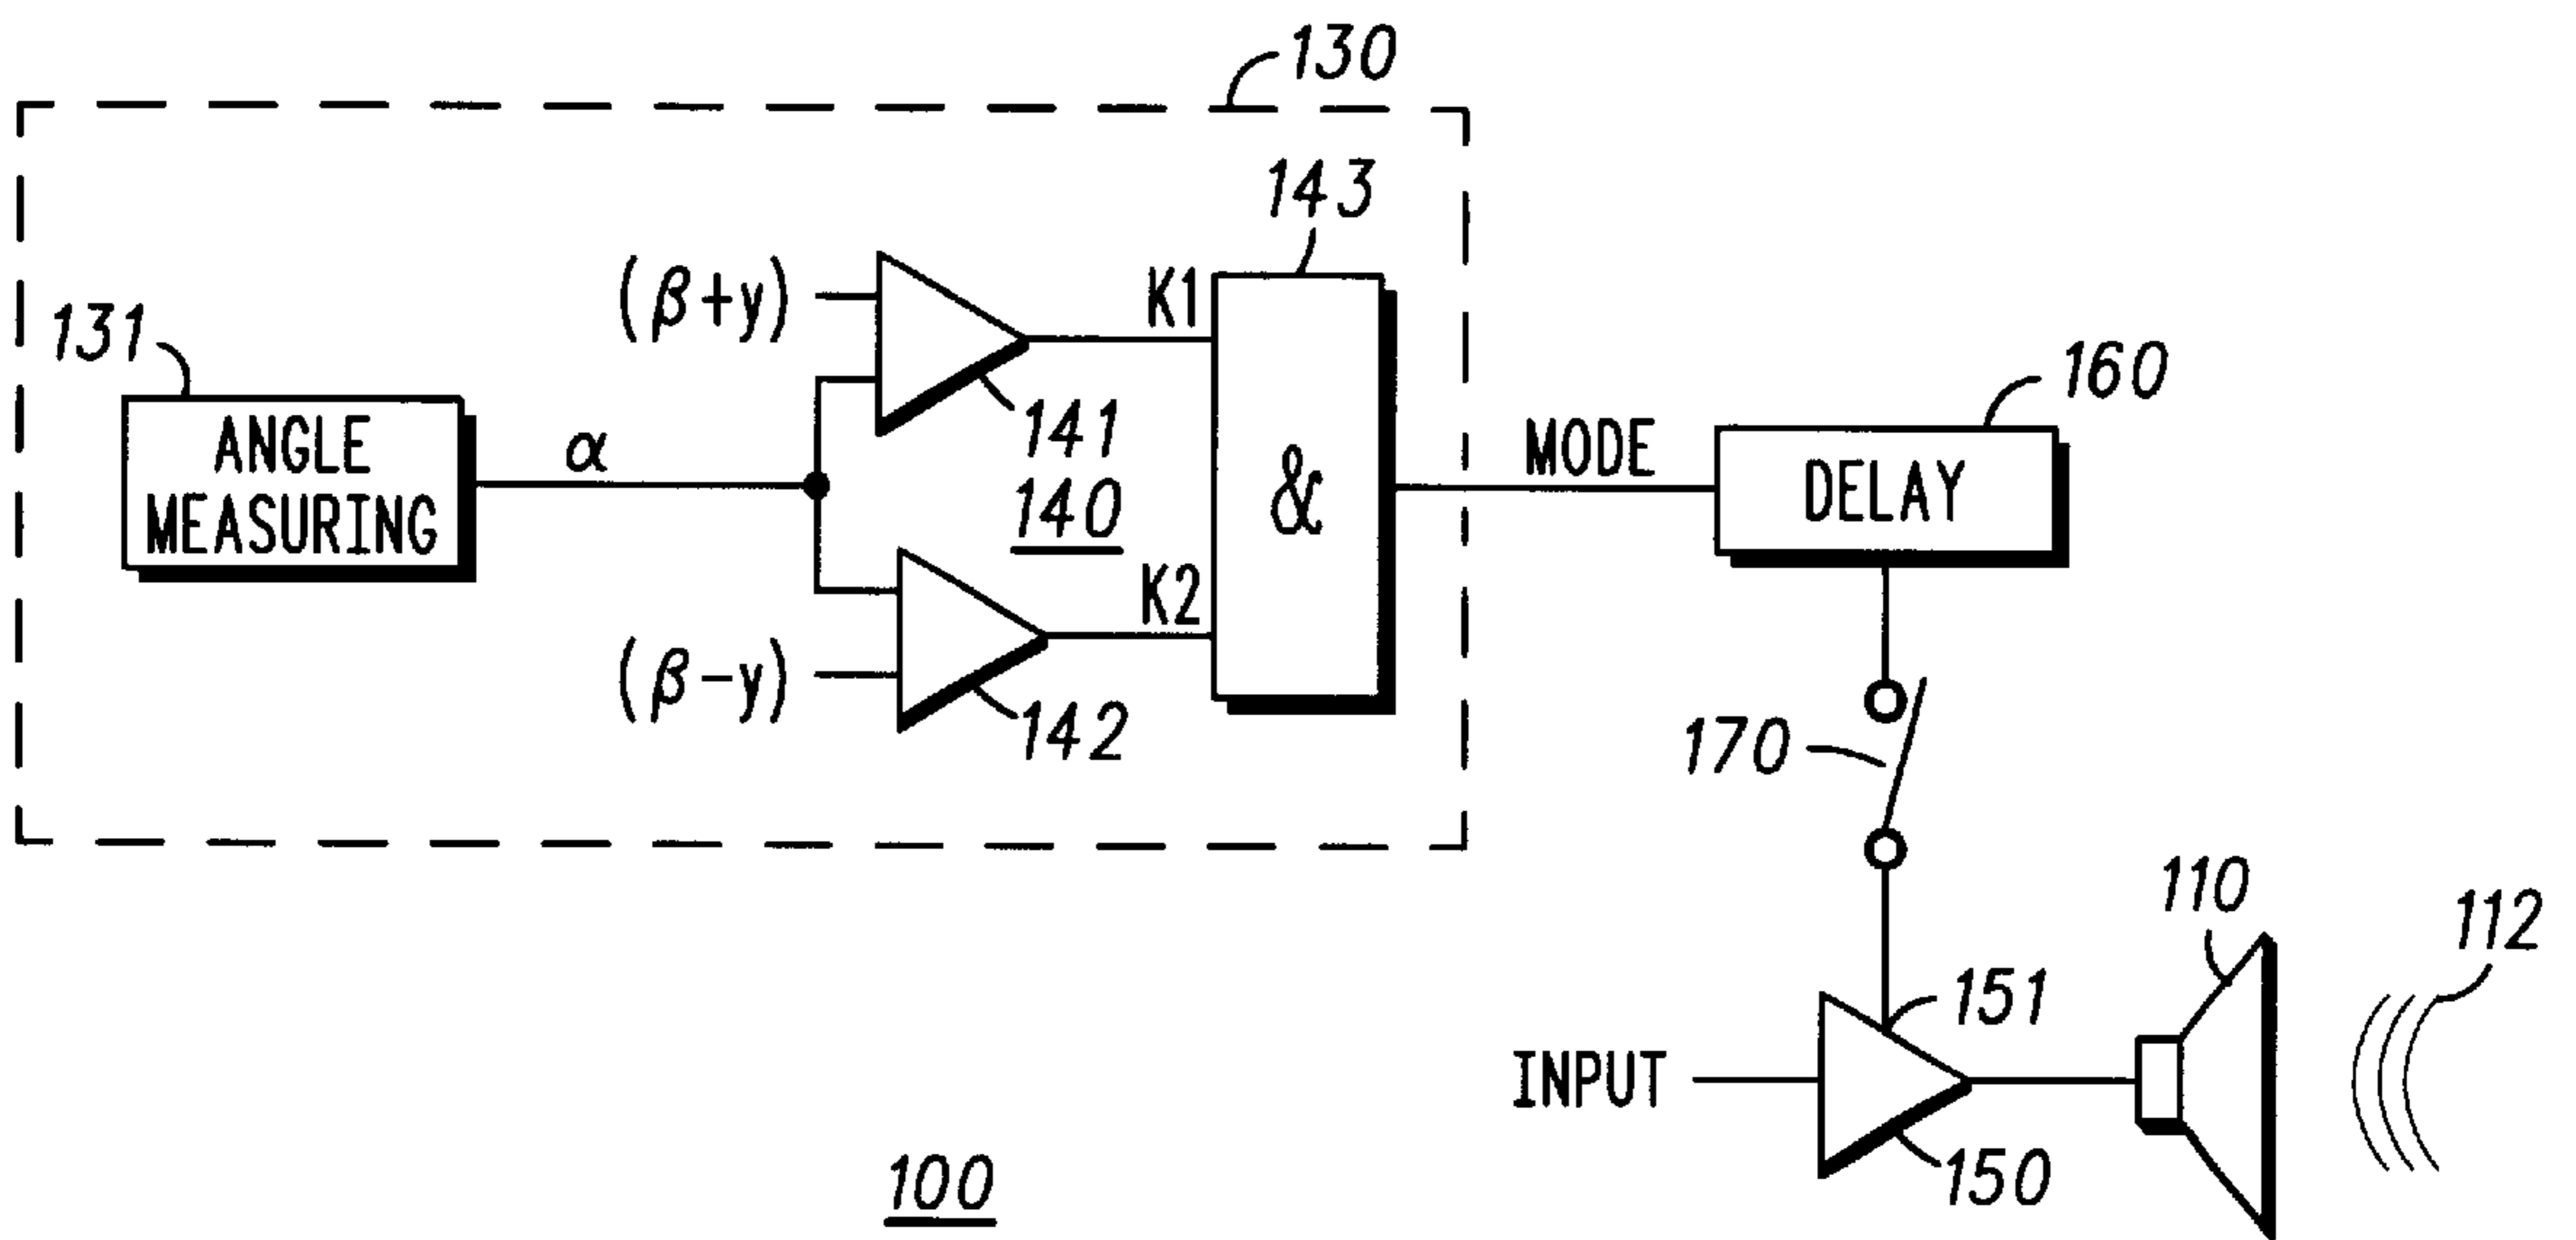 130
143
(β+y)
K1
131
160
ANGLE
MEASURING
α
141
MODE
DELAY
140
&
K2
(β-y)
142
170
110
112
151
INPUT
150
100